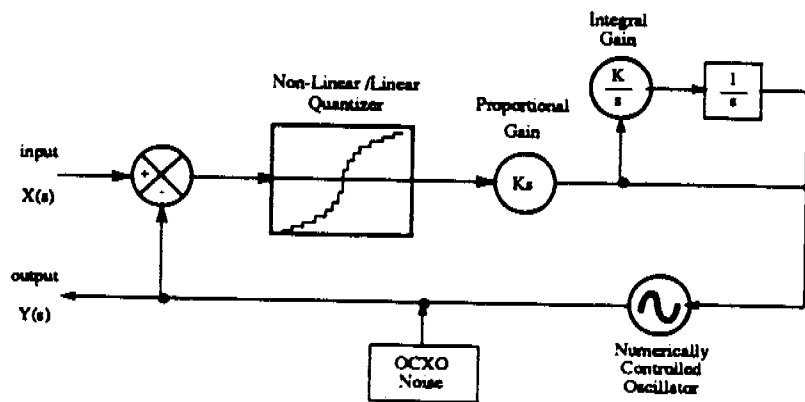 Integral
Gain
K
s
1
s
Non-Linear /Linear
Quantizer
Proportional
Gain
input
+
X(s)
-
Ks
output
Y(s)
OCXO
Noise
Numerically
Controlled
Oscillator